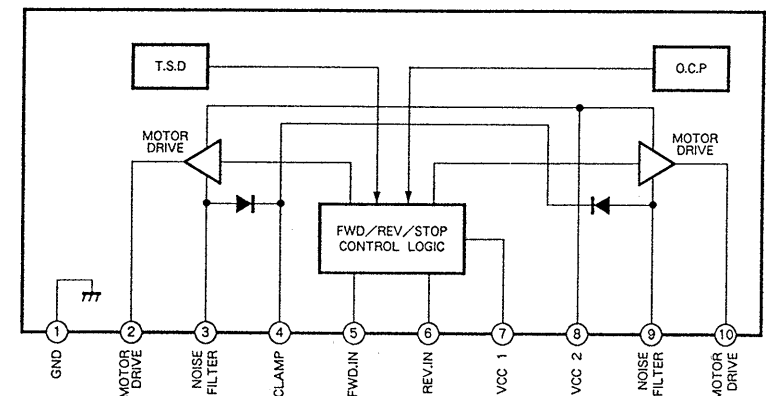 T.S.D
O.C.P
MOTOR
DRIVE
MOTOR
DRIVE
FWD/REV/STOP
CONTROL LOGIC
1
2
3
4
5
6
7
8
9
10
GND
MOTOR
DRIVE
NOISE
FILTER
CLAMP
FWD.IN
REV.IN
VCC 1
VCC 2
NOISE
FILTER
MOTOR
DRIVE